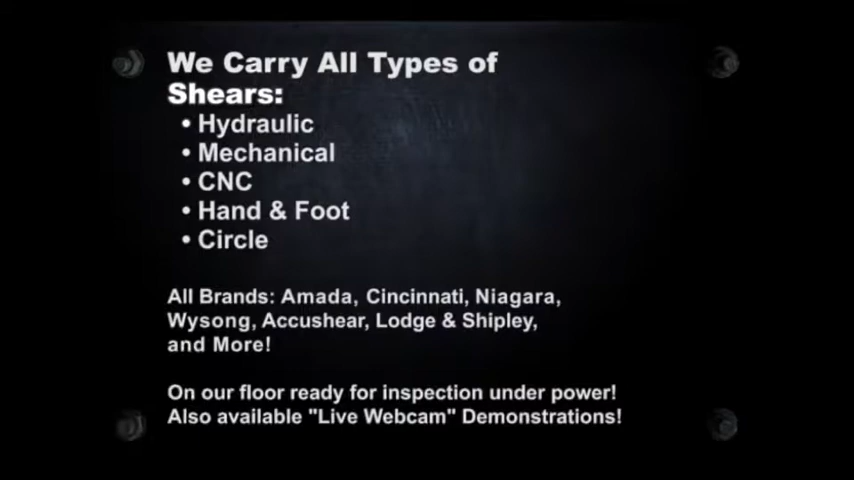 We Carry All Types of
Shears:
• Hydraulic
• Mechanical
• CNC
• Hand & Foot
• Circle
All Brands: Amada, Cincinnati, Niagara,
Wysong, Accushear, Lodge & Shipley,
and More!
On our floor ready for inspection under power!
Also available "Live Webcam" Demonstrations!